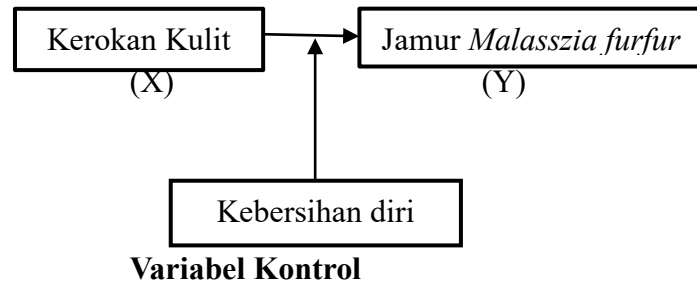 Kerokan Kulit
Jamur Malasszia furfur
(X)
(Y)
Kebersihan diri
Variabel Kontrol